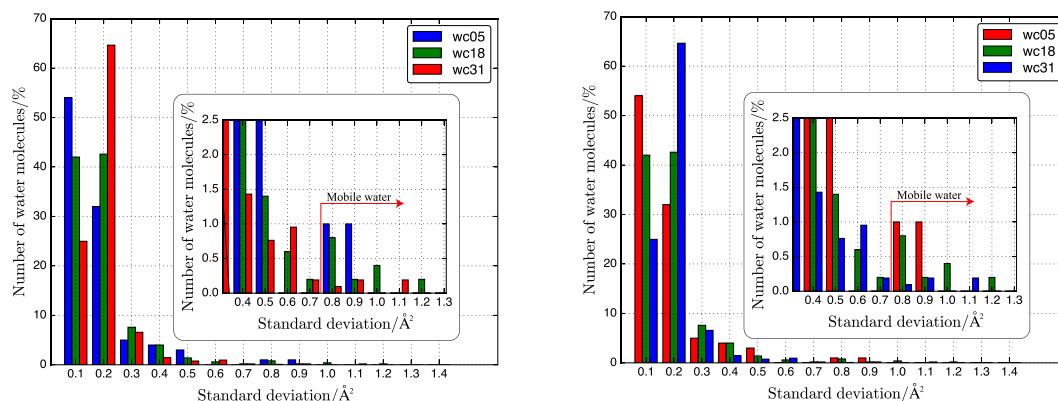 70
60
50
40
30
20
10
0
Number of water molecules/%
wc05
wc18
wc31
2.5
2.0
1.5
1.0
0.5
0.0
Number of water molecules/%
Mobile water
0.4 0.5 0.6 0.7 0.8 0.9 1.0 1.1 1.2 1.3
Standard deviation/Å²
0.1 0.2 0.3 0.4 0.5 0.6 0.7 0.8 0.9 1.0 1.1 1.2 1.3 1.4
Standard deviation/Å²
70
60
50
40
30
20
10
0
Number of water molecules/%
wc05
wc18
wc31
2.5
2.0
1.5
1.0
0.5
0.0
Number of water molecules/%
Mobile water
0.4 0.5 0.6 0.7 0.8 0.9 1.0 1.1 1.2 1.3
Standard deviation/Å²
0.1 0.2 0.3 0.4 0.5 0.6 0.7 0.8 0.9 1.0 1.1 1.2 1.3 1.4
Standard deviation/Å²